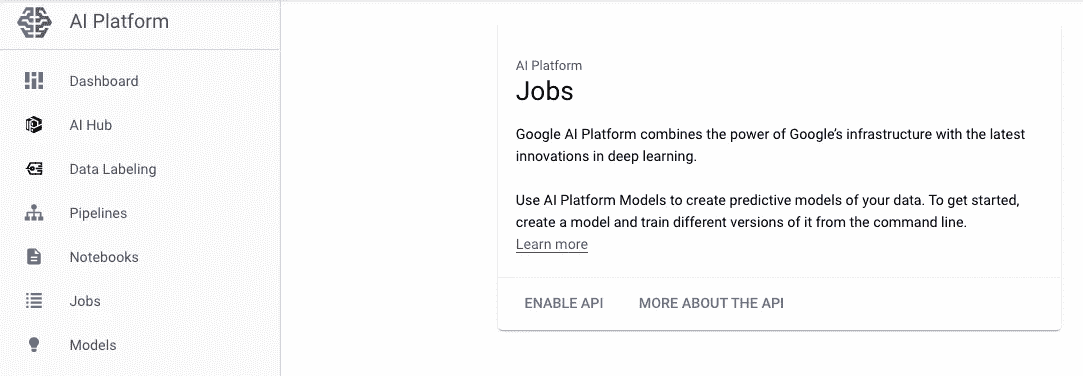 AI Platform
Dashboard
AI Hub
Data Labeling
Pipelines
Notebooks
Jobs
Models
AI Platform
Jobs
Google AI Platform combines the power of Google's infrastructure with the latest
innovations in deep learning.
Use AI Platform Models to create predictive models of your data. To get started,
create a model and train different versions of it from the command line.
Learn more
ENABLE API MORE ABOUT THE API